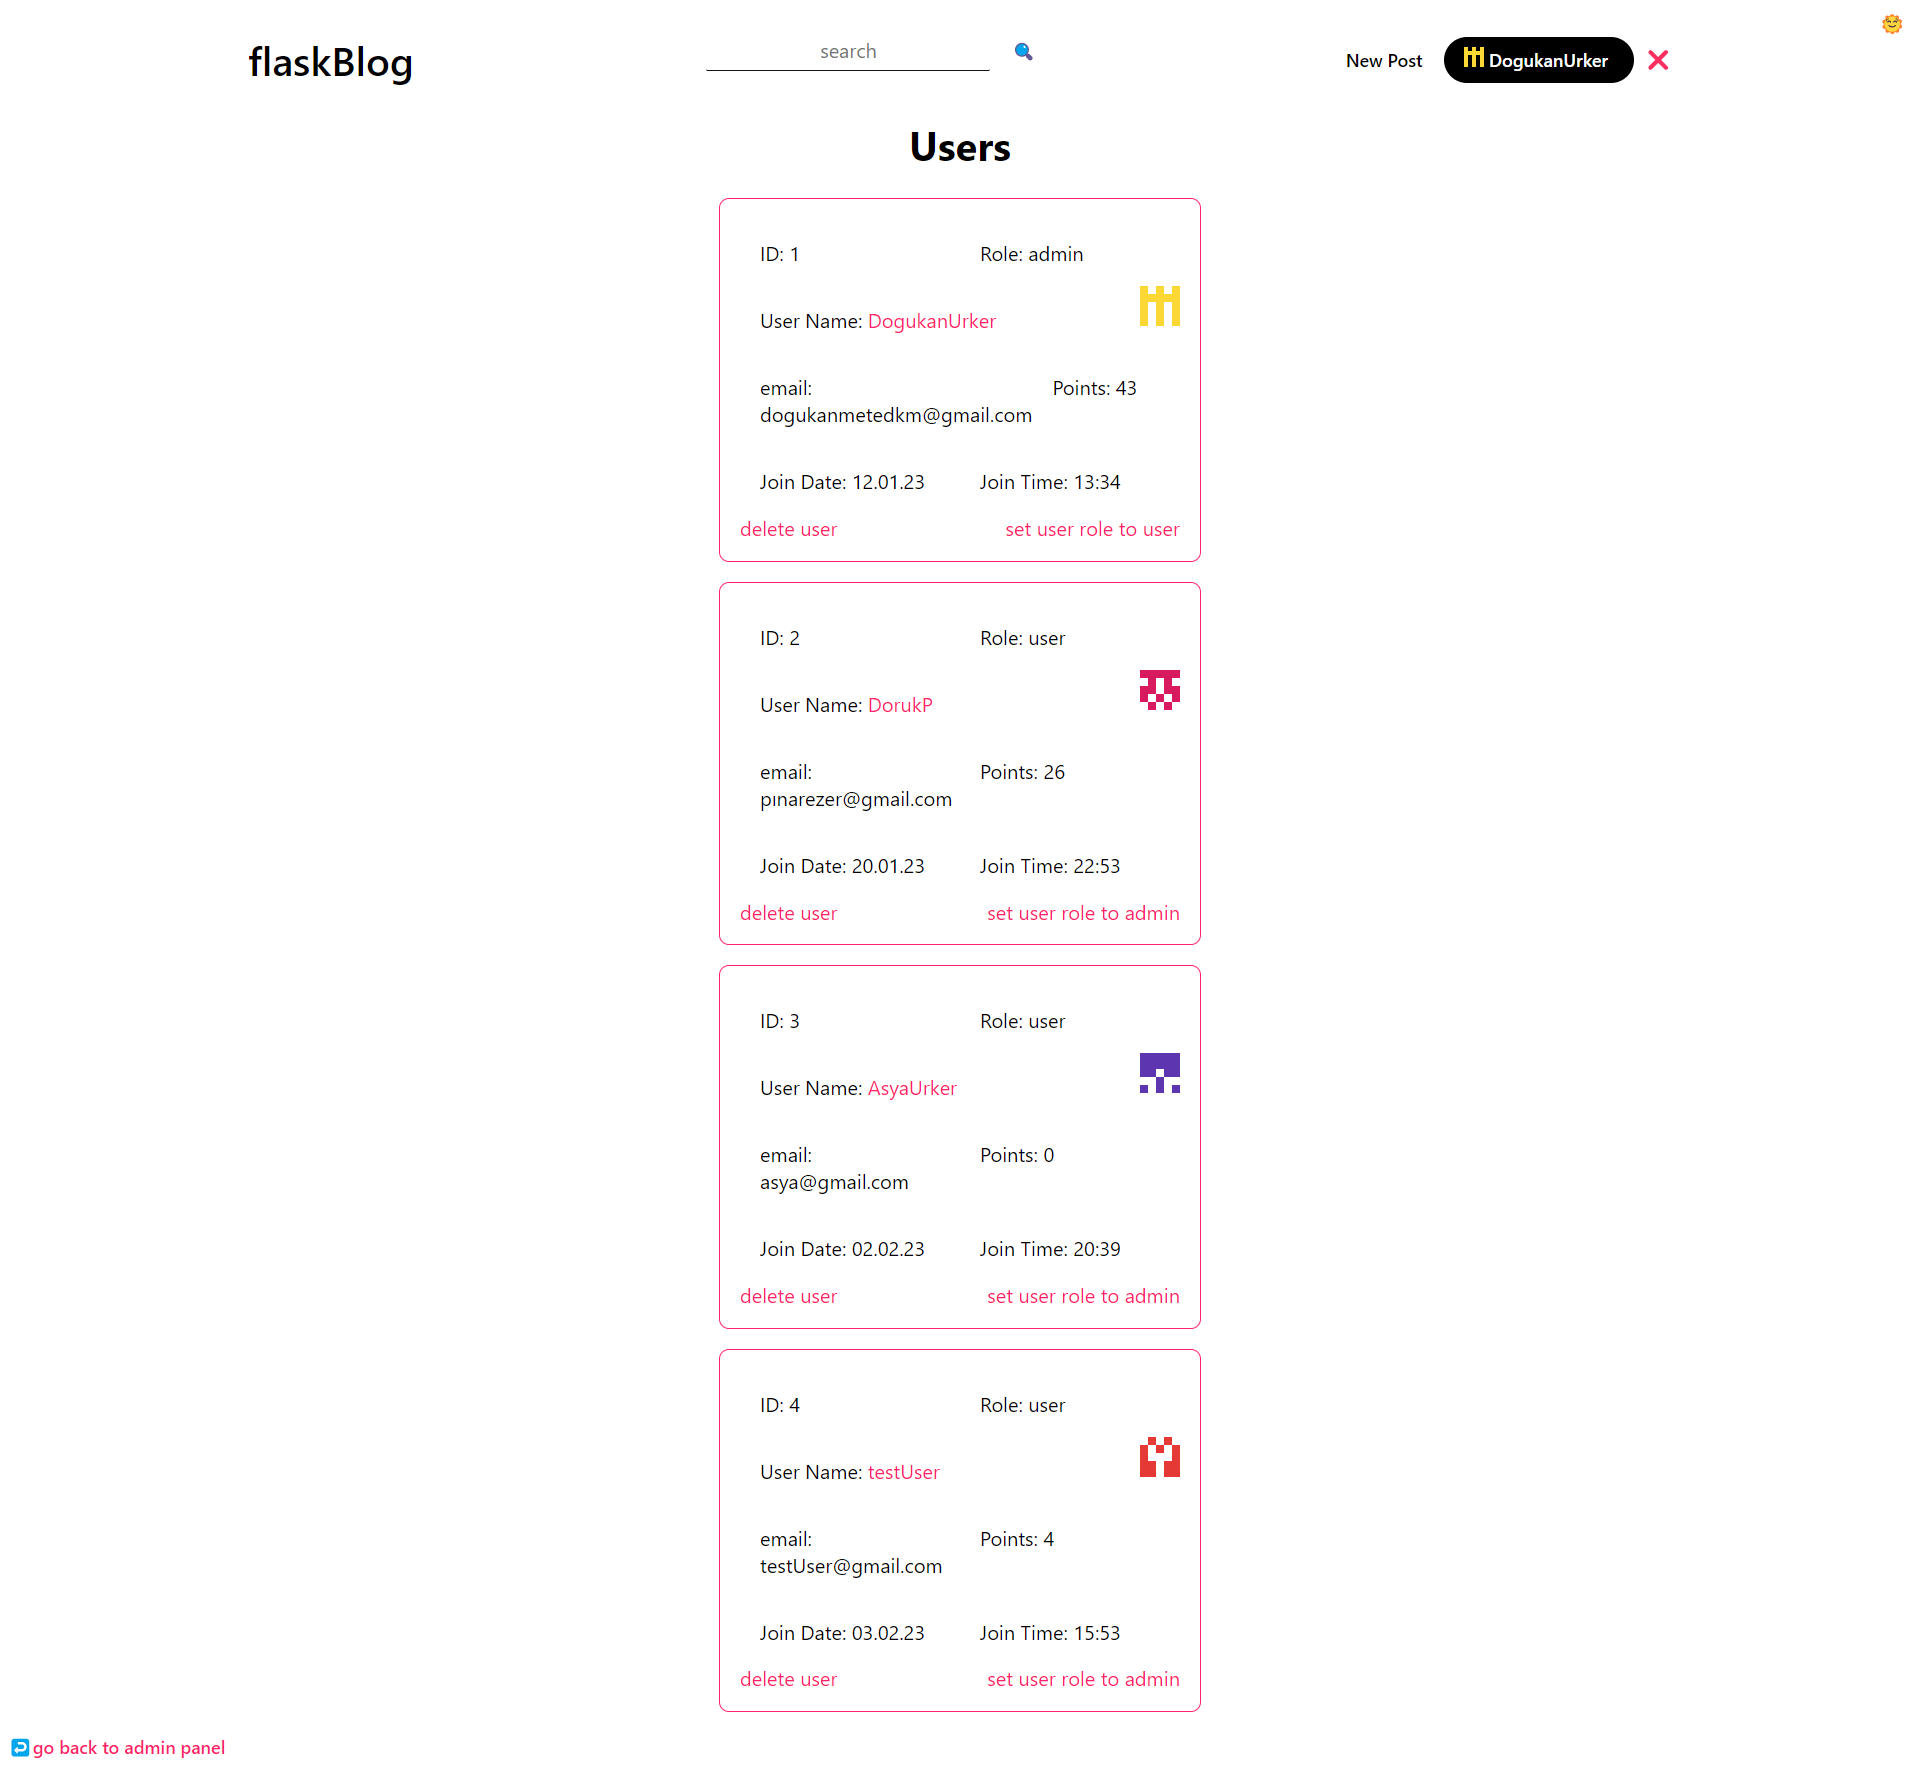 flaskBlog
search
New Post
DogukanUrker
Users
ID: 1
Role: admin
User Name: DogukanUrker
email:
dogukanmetedkm@gmail.com
Points: 43
Join Date: 12.01.23
Join Time: 13:34
delete user
set user role to user
ID: 2
Role: user
User Name: DorukP
email:
pınarezer@gmail.com
Points: 26
Join Date: 20.01.23
Join Time: 22:53
delete user
set user role to admin
ID: 3
Role: user
User Name: AsyaUrker
email:
asya@gmail.com
Points: 0
Join Date: 02.02.23
Join Time: 20:39
delete user
set user role to admin
ID: 4
Role: user
User Name: testUser
email:
testUser@gmail.com
Points: 4
Join Date: 03.02.23
Join Time: 15:53
delete user
set user role to admin
go back to admin panel